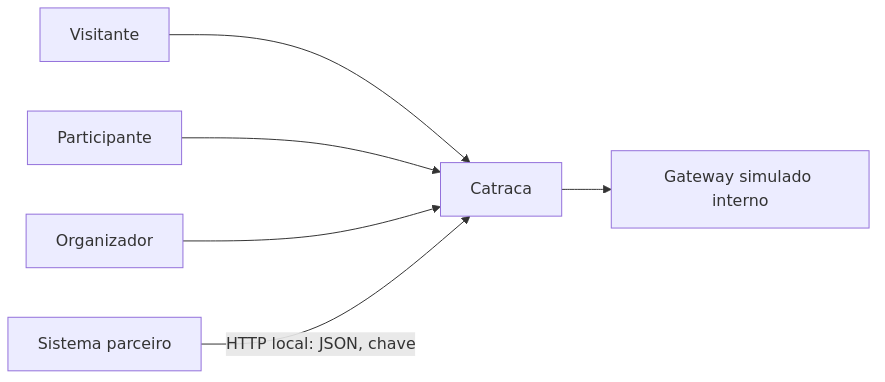 Visitante
Participante
Organizador
Sistema parceiro
HTTP local: JSON, chave
Catraca
Gateway simulado
interno